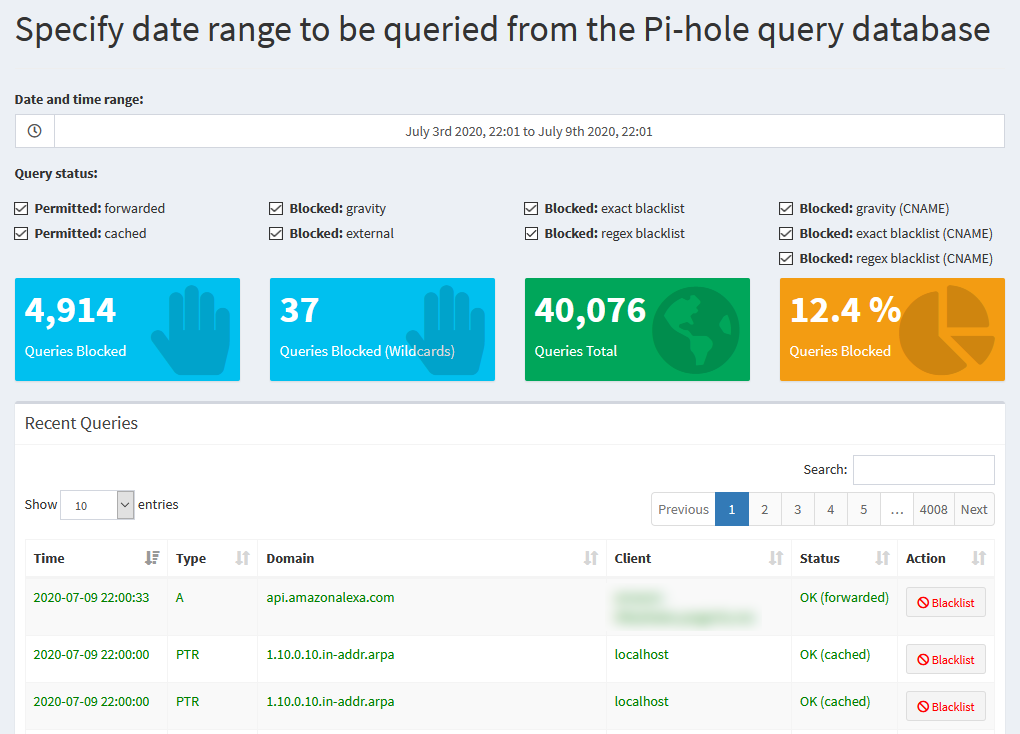 Specify date range to be queried from the Pi-hole query database
Date and time range:
July 3rd 2020, 22:01 to July 9th 2020, 22:01
Query status:
Permitted: forwarded Blocked: gravity Blocked: exact blacklist Blocked: gravity (CNAME)
Permitted: cached Blocked: external Blocked: regex blacklist Blocked: exact blacklist (CNAME)
Blocked: regex blacklist (CNAME)
4,914 37 40,076 12.4 %
Queries Blocked Queries Blocked (Wildcards) Queries Total Queries Blocked
Recent Queries
Search:
Show 10 entries Previous 1 2 3 4 5 … 4008 Next
Time Type Domain Client Status Action
2020-07-09 22:00:33 A api.amazonalexa.com OK (forwarded) Blacklist
2020-07-09 22:00:00 PTR 1.10.0.10.in-addr.arpa localhost OK (cached) Blacklist
2020-07-09 22:00:00 PTR 1.10.0.10.in-addr.arpa localhost OK (cached) Blacklist